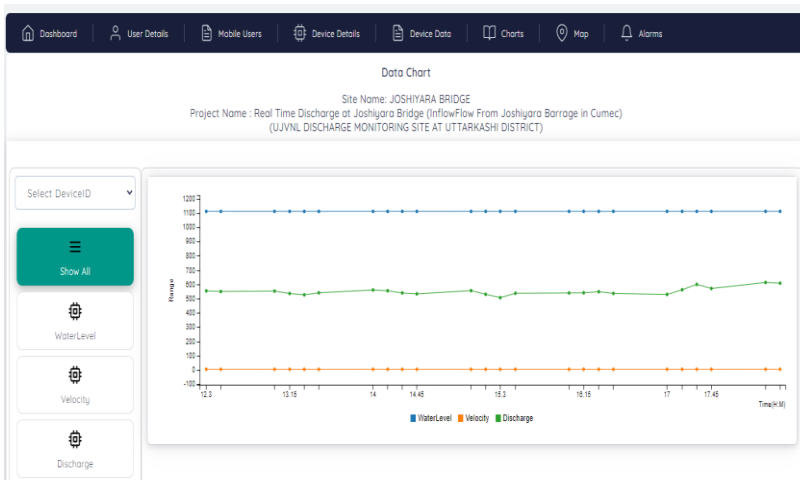 Dashboard User Details Mobile Users Device Details Device Data Charts Map Alarms
Data Chart
Site Name: JOSHIYARA BRIDGE
Project Name : Real Time Discharge at Joshiyara Bridge (InflowFlow From Joshiyara Barrage in Cumec)
(UJVNL DISCHARGE MONITORING SITE AT UTTARKASHI DISTRICT)
Select DeviceID
Show All
WaterLevel
Velocity
Discharge
1200
1100
1000
900
800
700
600
500
400
300
200
100
0
-100
Range
12.3 13.15 14 14.45 15.3 16.15 17 17.45
Time(H:M)
WaterLevel Velocity Discharge